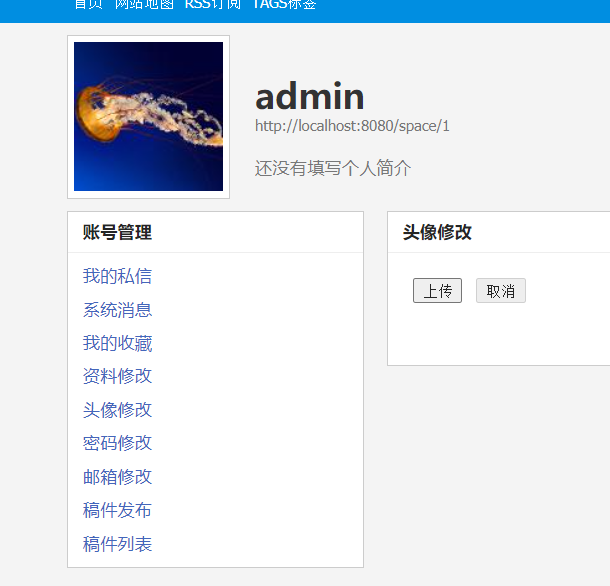 首页 网站地图 RSS订阅 TAGS标签
admin
http://localhost:8080/space/1
还没有填写个人简介
账号管理
我的私信
系统消息
我的收藏
资料修改
头像修改
密码修改
邮箱修改
稿件发布
稿件列表
头像修改
上传 取消